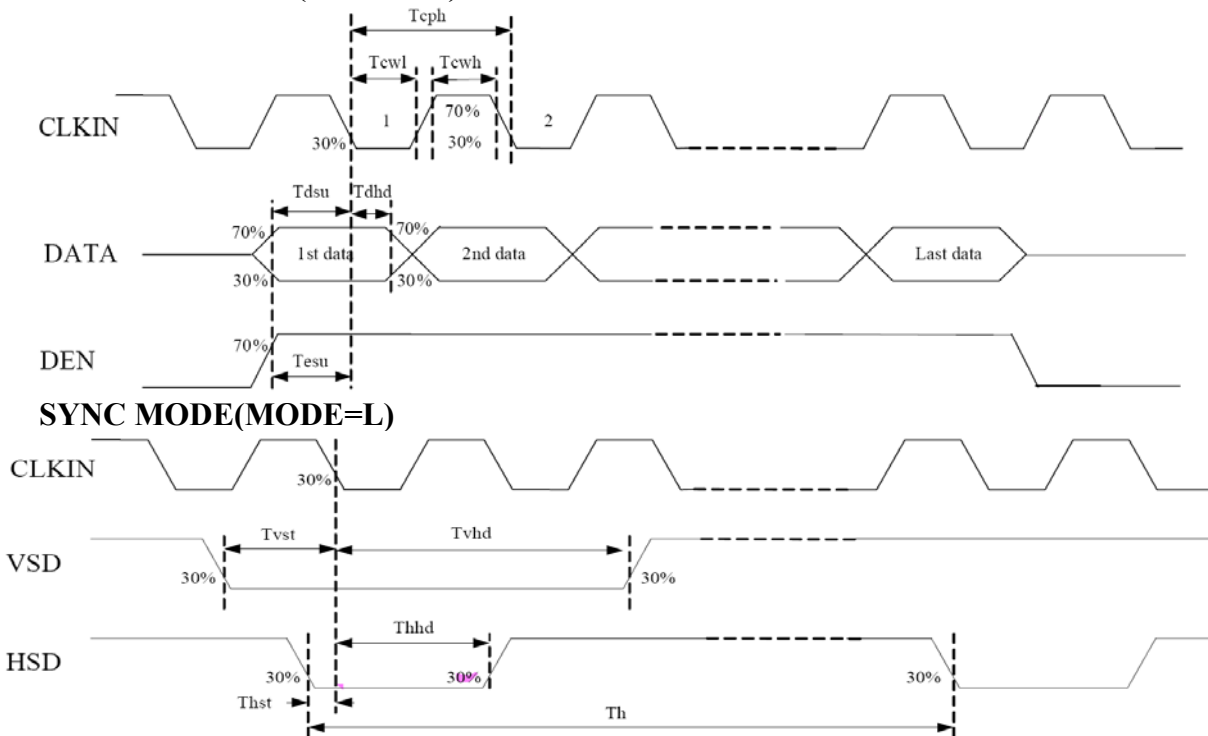 Tcph
Tcwl Tcwh
CLKIN 30% 1 70% 30% 2
Tdsu Tdhd
70% 70%
DATA 1st data 2nd data Last data
30% 30%
70%
DEN Tesu
SYNC MODE(MODE=L)
CLKIN 30%
Tvst Tvhd
VSD 30% 30%
Thhd
HSD 30% 30% 30%
Thst
Th